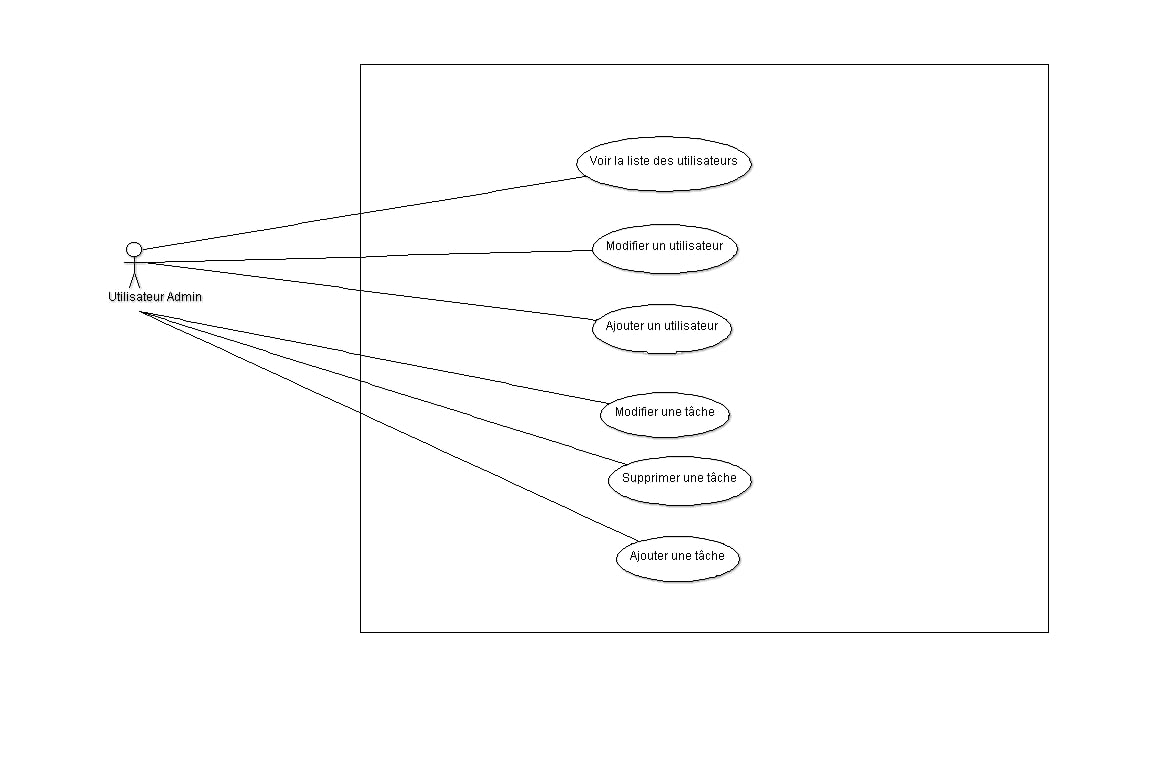 Voir la liste des utilisateurs
Modifier un utilisateur
Utilisateur Admin
Ajouter un utilisateur
Modifier une tâche
Supprimer une tâche
Ajouter une tâche